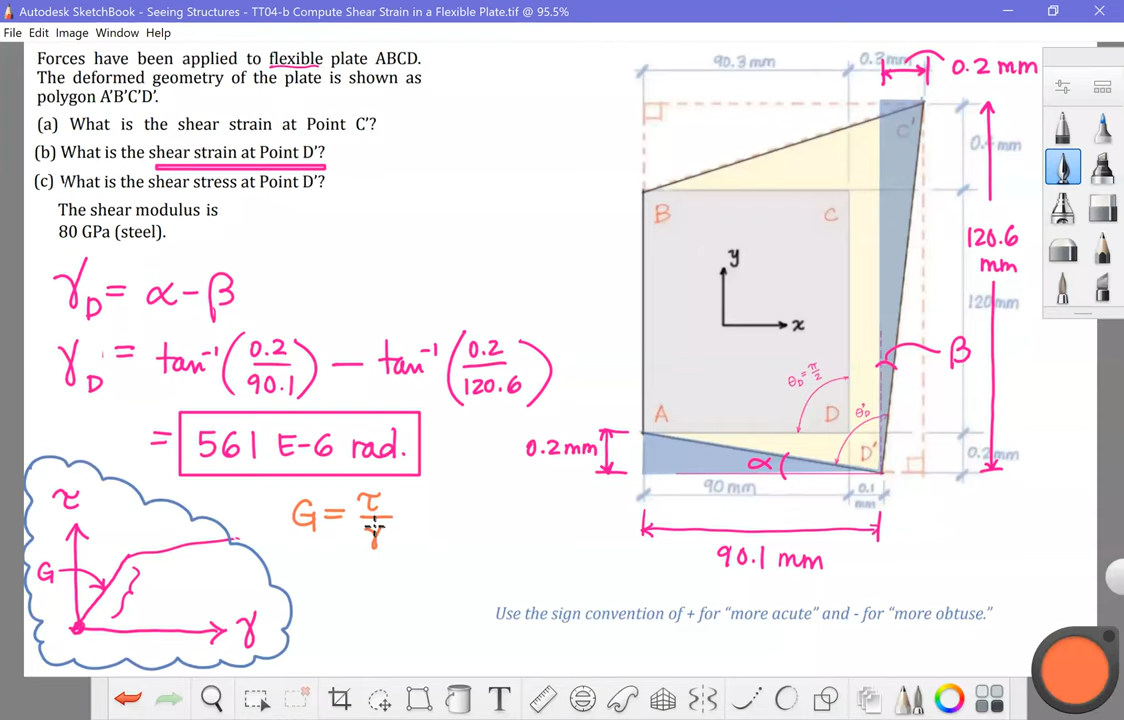 Autodesk SketchBook - Seeing Structures - TT04-b Compute Shear Strain in a Flexible Plate.tif @ 95.5%
File Edit Image Window Help
Forces have been applied to flexible plate ABCD.
The deformed geometry of the plate is shown as
polygon A’B’C’D’.
(a) What is the shear strain at Point C’?
(b) What is the shear strain at Point D’?
(c) What is the shear stress at Point D’?
The shear modulus is
80 GPa (steel).
γD = α - β
γD = tan⁻¹(0.2/90.1) - tan⁻¹(0.2/120.6)
= 561 E-6 rad.
G = τ/γ
τ
G
γ
90.3 mm
0.3 mm
0.2 mm
C'
mm
B
C
y
x
120.6
mm
120 mm
β
θD = π/2
A
D
θ'D
D'
0.2 mm
α
0.2 mm
90 mm
0.1
mm
90.1 mm
Use the sign convention of + for “more acute” and - for “more obtuse.”
T